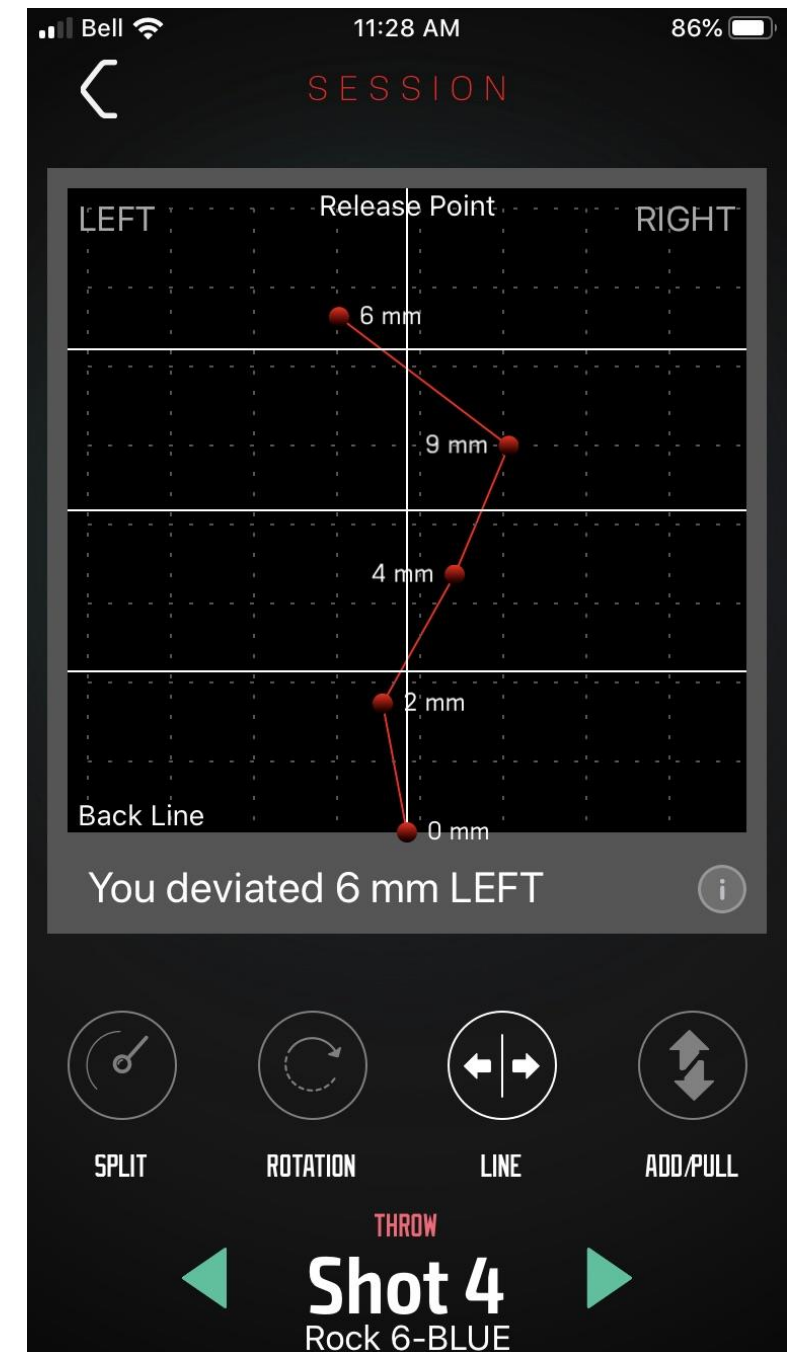 Bell 11:28 AM 86%
SESSION
LEFT Release Point RIGHT
6 mm
9 mm
4 mm
2 mm
Back Line
0 mm
You deviated 6 mm LEFT i
SPLIT ROTATION LINE ADD/PULL
THROW
Shot 4
Rock 6-BLUE